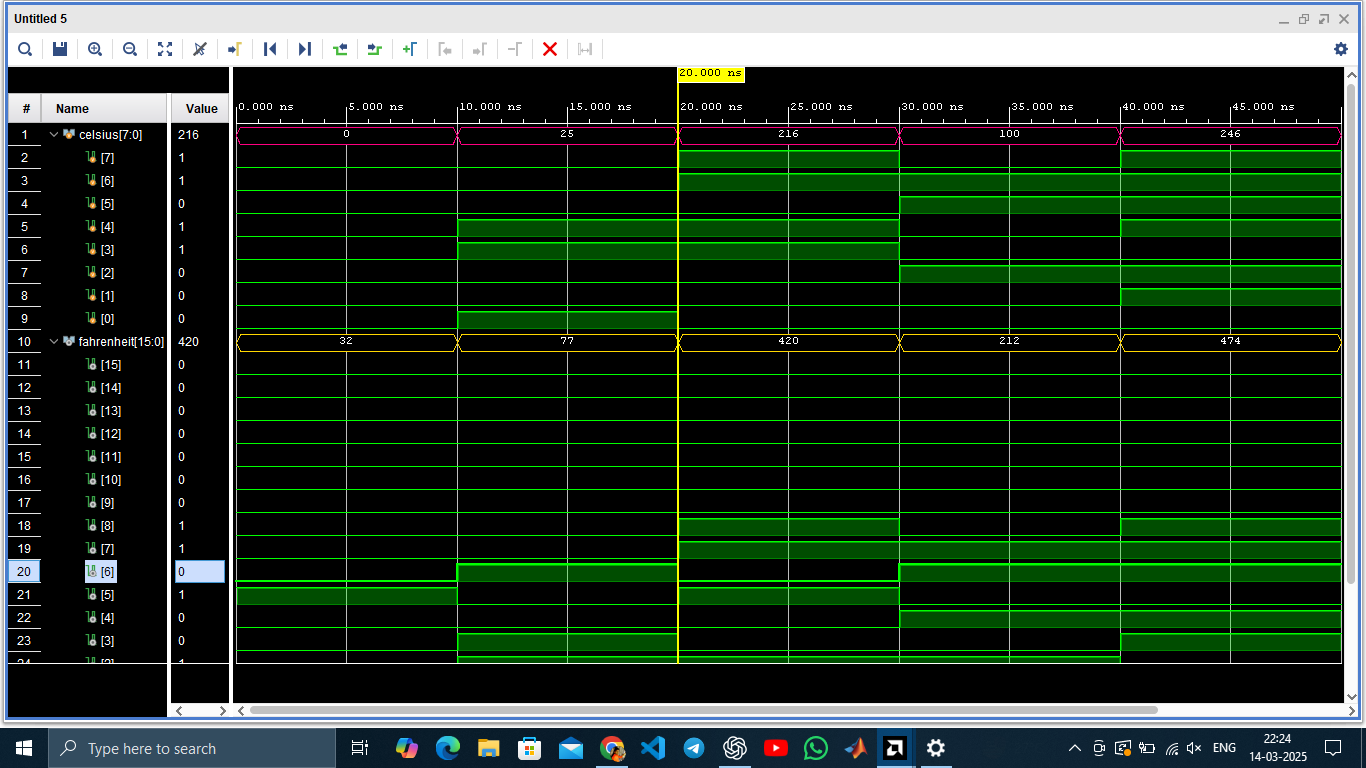 Untitled 5
20.000 ns
# Name Value
0.000 ns 5.000 ns 10.000 ns 15.000 ns 20.000 ns 25.000 ns 30.000 ns 35.000 ns 40.000 ns 45.000 ns
1 celsius[7:0] 216 0 25 216 100 246
2 [7] 1
3 [6] 1
4 [5] 0
5 [4] 1
6 [3] 1
7 [2] 0
8 [1] 0
9 [0] 0
10 fahrenheit[15:0] 420 32 77 420 212 474
11 [15] 0
12 [14] 0
13 [13] 0
14 [12] 0
15 [11] 0
16 [10] 0
17 [9] 0
18 [8] 1
19 [7] 1
20 [6] 0
21 [5] 1
22 [4] 0
23 [3] 0
24 [2] 1
Type here to search
ENG
22:24
14-03-2025